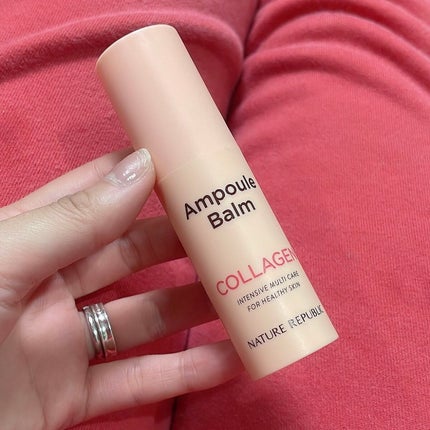 Ampoule
Balm
COLLAGEN
INTENSIVE MULTI CARE
FOR HEALTHY SKIN
NATURE REPUBLIC